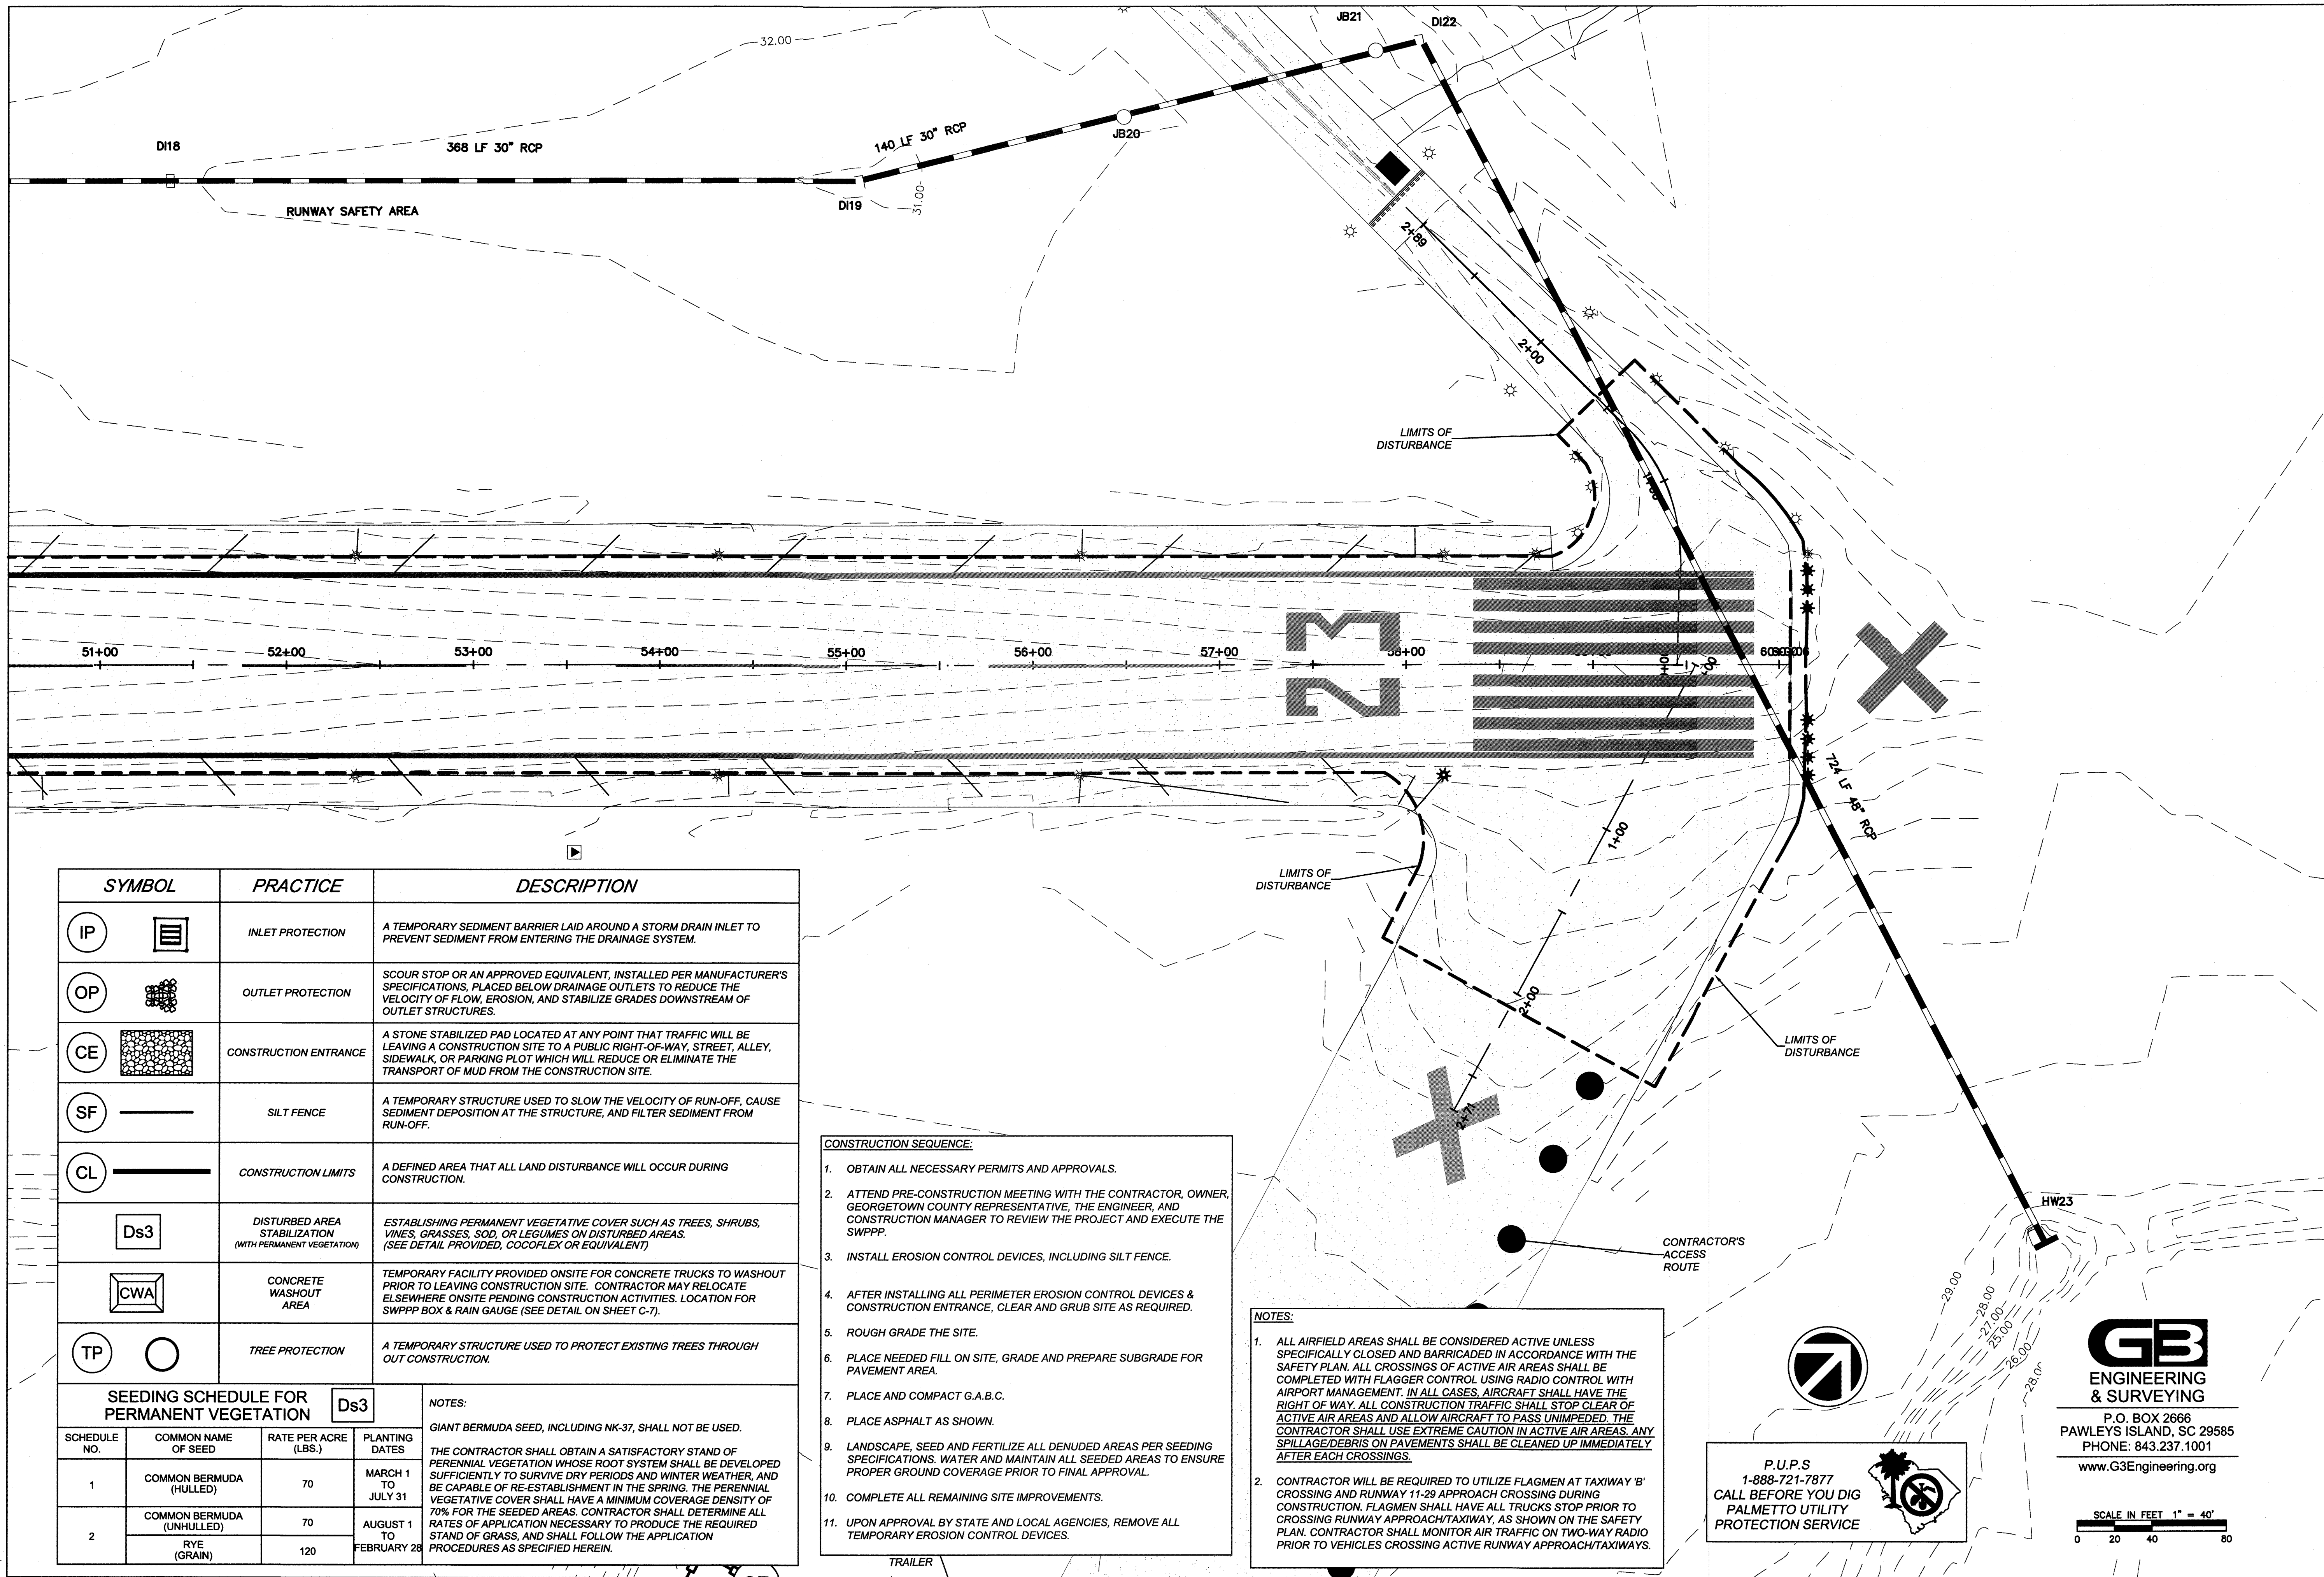 JB21
DI22
32.00
DI18
368 LF 30" RCP
140 LF 30" RCP
JB20
RUNWAY SAFETY AREA
DI19
31.00
2+89
2+00
LIMITS OF
DISTURBANCE
51+00
52+00
53+00
54+00
55+00
56+00
57+00
58+00
23
1+00
724 LF 48" RCP
LIMITS OF
DISTURBANCE
2+00
2+71
LIMITS OF
DISTURBANCE
CONTRACTOR'S
ACCESS
ROUTE
HW23
29.00
28.00
27.00
25.00
26.00
SYMBOL PRACTICE DESCRIPTION
IP INLET PROTECTION
A TEMPORARY SEDIMENT BARRIER LAID AROUND A STORM DRAIN INLET TO
PREVENT SEDIMENT FROM ENTERING THE DRAINAGE SYSTEM.
OP OUTLET PROTECTION
SCOUR STOP OR AN APPROVED EQUIVALENT, INSTALLED PER MANUFACTURER'S
SPECIFICATIONS, PLACED BELOW DRAINAGE OUTLETS TO REDUCE THE
VELOCITY OF FLOW, EROSION, AND STABILIZE GRADES DOWNSTREAM OF
OUTLET STRUCTURES.
CE CONSTRUCTION ENTRANCE
A STONE STABILIZED PAD LOCATED AT ANY POINT THAT TRAFFIC WILL BE
LEAVING A CONSTRUCTION SITE TO A PUBLIC RIGHT-OF-WAY, STREET, ALLEY,
SIDEWALK, OR PARKING PLOT WHICH WILL REDUCE OR ELIMINATE THE
TRANSPORT OF MUD FROM THE CONSTRUCTION SITE.
SF SILT FENCE
A TEMPORARY STRUCTURE USED TO SLOW THE VELOCITY OF RUN-OFF, CAUSE
SEDIMENT DEPOSITION AT THE STRUCTURE, AND FILTER SEDIMENT FROM
RUN-OFF.
CL CONSTRUCTION LIMITS
A DEFINED AREA THAT ALL LAND DISTURBANCE WILL OCCUR DURING
CONSTRUCTION.
Ds3
DISTURBED AREA
STABILIZATION
(WITH PERMANENT VEGETATION)
ESTABLISHING PERMANENT VEGETATIVE COVER SUCH AS TREES, SHRUBS,
VINES, GRASSES, SOD, OR LEGUMES ON DISTURBED AREAS.
(SEE DETAIL PROVIDED, COCOFLEX OR EQUIVALENT)
CWA
CONCRETE
WASHOUT
AREA
TEMPORARY FACILITY PROVIDED ONSITE FOR CONCRETE TRUCKS TO WASHOUT
PRIOR TO LEAVING CONSTRUCTION SITE. CONTRACTOR MAY RELOCATE
ELSEWHERE ONSITE PENDING CONSTRUCTION ACTIVITIES. LOCATION FOR
SWPPP BOX & RAIN GAUGE (SEE DETAIL ON SHEET C-7).
TP TREE PROTECTION
A TEMPORARY STRUCTURE USED TO PROTECT EXISTING TREES THROUGH
OUT CONSTRUCTION.
SEEDING SCHEDULE FOR
PERMANENT VEGETATION
Ds3
SCHEDULE
NO.
COMMON NAME
OF SEED
RATE PER ACRE
(LBS.)
PLANTING
DATES
1
COMMON BERMUDA
(HULLED)
70
MARCH 1
TO
JULY 31
2
COMMON BERMUDA
(UNHULLED)
70
AUGUST 1
TO
FEBRUARY 28
RYE
(GRAIN)
120
NOTES:
GIANT BERMUDA SEED, INCLUDING NK-37, SHALL NOT BE USED.
THE CONTRACTOR SHALL OBTAIN A SATISFACTORY STAND OF
PERENNIAL VEGETATION WHOSE ROOT SYSTEM SHALL BE DEVELOPED
SUFFICIENTLY TO SURVIVE DRY PERIODS AND WINTER WEATHER, AND
BE CAPABLE OF RE-ESTABLISHMENT IN THE SPRING. THE PERENNIAL
VEGETATIVE COVER SHALL HAVE A MINIMUM COVERAGE DENSITY OF
70% FOR THE SEEDED AREAS. CONTRACTOR SHALL DETERMINE ALL
RATES OF APPLICATION NECESSARY TO PRODUCE THE REQUIRED
STAND OF GRASS, AND SHALL FOLLOW THE APPLICATION
PROCEDURES AS SPECIFIED HEREIN.
CONSTRUCTION SEQUENCE:
1. OBTAIN ALL NECESSARY PERMITS AND APPROVALS.
2. ATTEND PRE-CONSTRUCTION MEETING WITH THE CONTRACTOR, OWNER,
GEORGETOWN COUNTY REPRESENTATIVE, THE ENGINEER, AND
CONSTRUCTION MANAGER TO REVIEW THE PROJECT AND EXECUTE THE
SWPPP.
3. INSTALL EROSION CONTROL DEVICES, INCLUDING SILT FENCE.
4. AFTER INSTALLING ALL PERIMETER EROSION CONTROL DEVICES &
CONSTRUCTION ENTRANCE, CLEAR AND GRUB SITE AS REQUIRED.
5. ROUGH GRADE THE SITE.
6. PLACE NEEDED FILL ON SITE, GRADE AND PREPARE SUBGRADE FOR
PAVEMENT AREA.
7. PLACE AND COMPACT G.A.B.C.
8. PLACE ASPHALT AS SHOWN.
9. LANDSCAPE, SEED AND FERTILIZE ALL DENUDED AREAS PER SEEDING
SPECIFICATIONS. WATER AND MAINTAIN ALL SEEDED AREAS TO ENSURE
PROPER GROUND COVERAGE PRIOR TO FINAL APPROVAL.
10. COMPLETE ALL REMAINING SITE IMPROVEMENTS.
11. UPON APPROVAL BY STATE AND LOCAL AGENCIES, REMOVE ALL
TEMPORARY EROSION CONTROL DEVICES.
TRAILER
NOTES:
1. ALL AIRFIELD AREAS SHALL BE CONSIDERED ACTIVE UNLESS
SPECIFICALLY CLOSED AND BARRICADED IN ACCORDANCE WITH THE
SAFETY PLAN. ALL CROSSINGS OF ACTIVE AIR AREAS SHALL BE
COMPLETED WITH FLAGGER CONTROL USING RADIO CONTROL WITH
AIRPORT MANAGEMENT. IN ALL CASES, AIRCRAFT SHALL HAVE THE
RIGHT OF WAY. ALL CONSTRUCTION TRAFFIC SHALL STOP CLEAR OF
ACTIVE AIR AREAS AND ALLOW AIRCRAFT TO PASS UNIMPEDED. THE
CONTRACTOR SHALL USE EXTREME CAUTION IN ACTIVE AIR AREAS. ANY
SPILLAGE/DEBRIS ON PAVEMENTS SHALL BE CLEANED UP IMMEDIATELY
AFTER EACH CROSSINGS.
2. CONTRACTOR WILL BE REQUIRED TO UTILIZE FLAGMEN AT TAXIWAY 'B'
CROSSING AND RUNWAY 11-29 APPROACH CROSSING DURING
CONSTRUCTION. FLAGMEN SHALL HAVE ALL TRUCKS STOP PRIOR TO
CROSSING RUNWAY APPROACH/TAXIWAY, AS SHOWN ON THE SAFETY
PLAN. CONTRACTOR SHALL MONITOR AIR TRAFFIC ON TWO-WAY RADIO
PRIOR TO VEHICLES CROSSING ACTIVE RUNWAY APPROACH/TAXIWAYS.
28.00
P.U.P.S
1-888-721-7877
CALL BEFORE YOU DIG
PALMETTO UTILITY
PROTECTION SERVICE
G3
ENGINEERING
& SURVEYING
P.O. BOX 2666
PAWLEYS ISLAND, SC 29585
PHONE: 843.237.1001
www.G3Engineering.org
SCALE IN FEET 1" = 40'
0 20 40 80